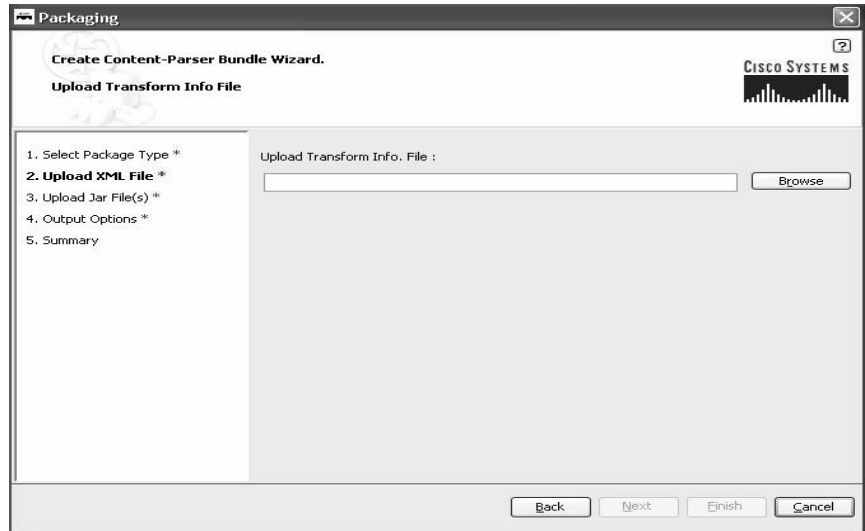 Packaging
Create Content-Parser Bundle Wizard.
Upload Transform Info File
?
CISCO SYSTEMS
1. Select Package Type *
2. Upload XML File *
3. Upload Jar File(s) *
4. Output Options *
5. Summary
Upload Transform Info. File :
Browse
Back
Next
Finish
Cancel